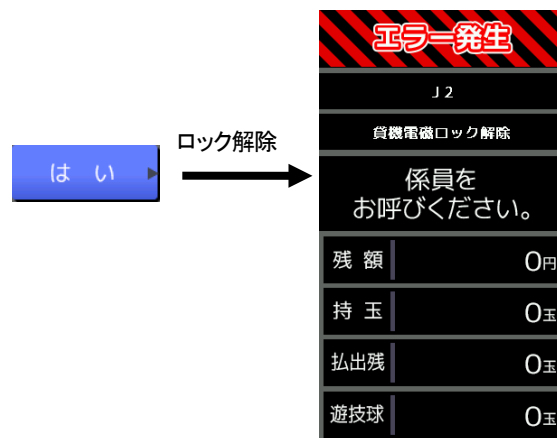 は い
ロック解除
エラー発生
J2
貸機電磁ロック解除
係員を
お呼びください。
残 額 0円
持 玉 0玉
払出残 0玉
遊技球 0玉